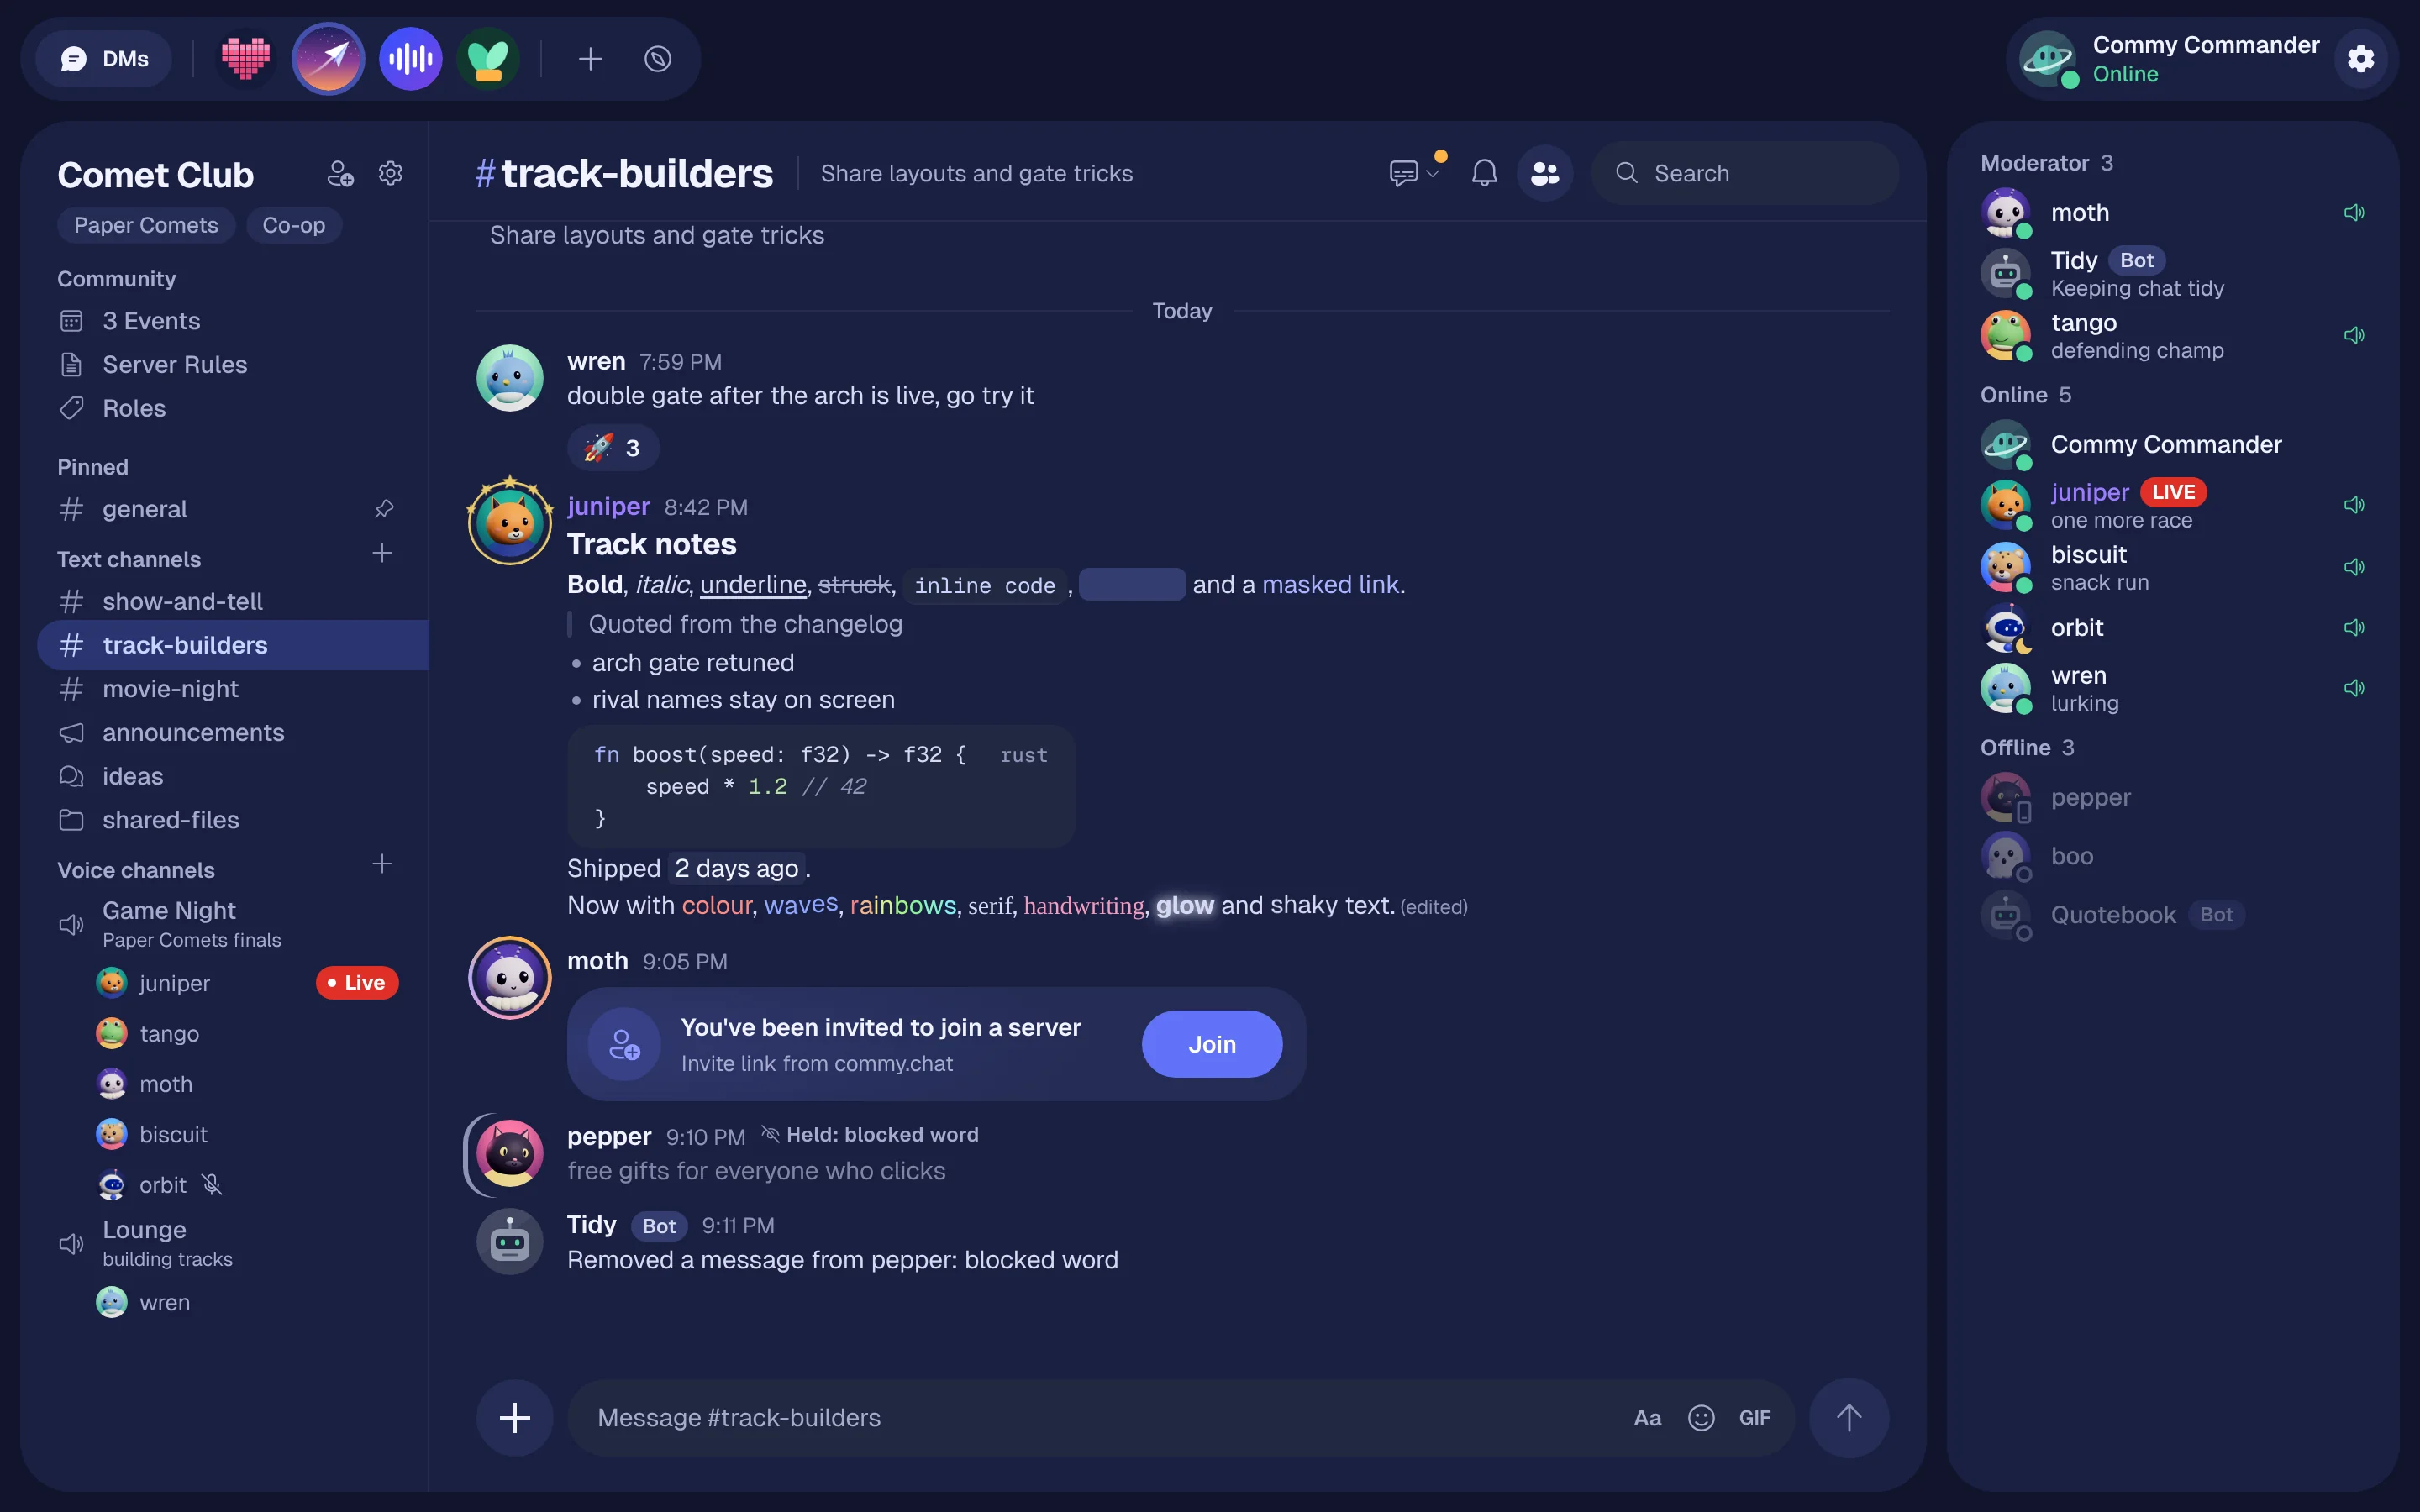 DMs
Commy Commander
Online
Comet Club
Paper Comets
Co-op
Community
3 Events
Server Rules
Roles
Pinned
general
Text channels
show-and-tell
track-builders
movie-night
announcements
ideas
shared-files
Voice channels
Game Night
Paper Comets finals
juniper
Live
tango
moth
biscuit
orbit
Lounge
building tracks
wren
#track-builders
Share layouts and gate tricks
Search
Share layouts and gate tricks
Today
wren 7:59 PM
double gate after the arch is live, go try it
🚀 3
juniper 8:42 PM
Track notes
Bold, italic, underline, struck, inline code, and a masked link.
Quoted from the changelog
• arch gate retuned
• rival names stay on screen
fn boost(speed: f32) -> f32 { rust
speed * 1.2 // 42
}
Shipped 2 days ago.
Now with colour, waves, rainbows, serif, handwriting, glow and shaky text. (edited)
moth 9:05 PM
You've been invited to join a server
Invite link from commy.chat
Join
pepper 9:10 PM Held: blocked word
free gifts for everyone who clicks
Tidy Bot 9:11 PM
Removed a message from pepper: blocked word
Message #track-builders
Aa
GIF
Moderator 3
moth
Tidy Bot
Keeping chat tidy
tango
defending champ
Online 5
Commy Commander
juniper LIVE
one more race
biscuit
snack run
orbit
wren
lurking
Offline 3
pepper
boo
Quotebook Bot